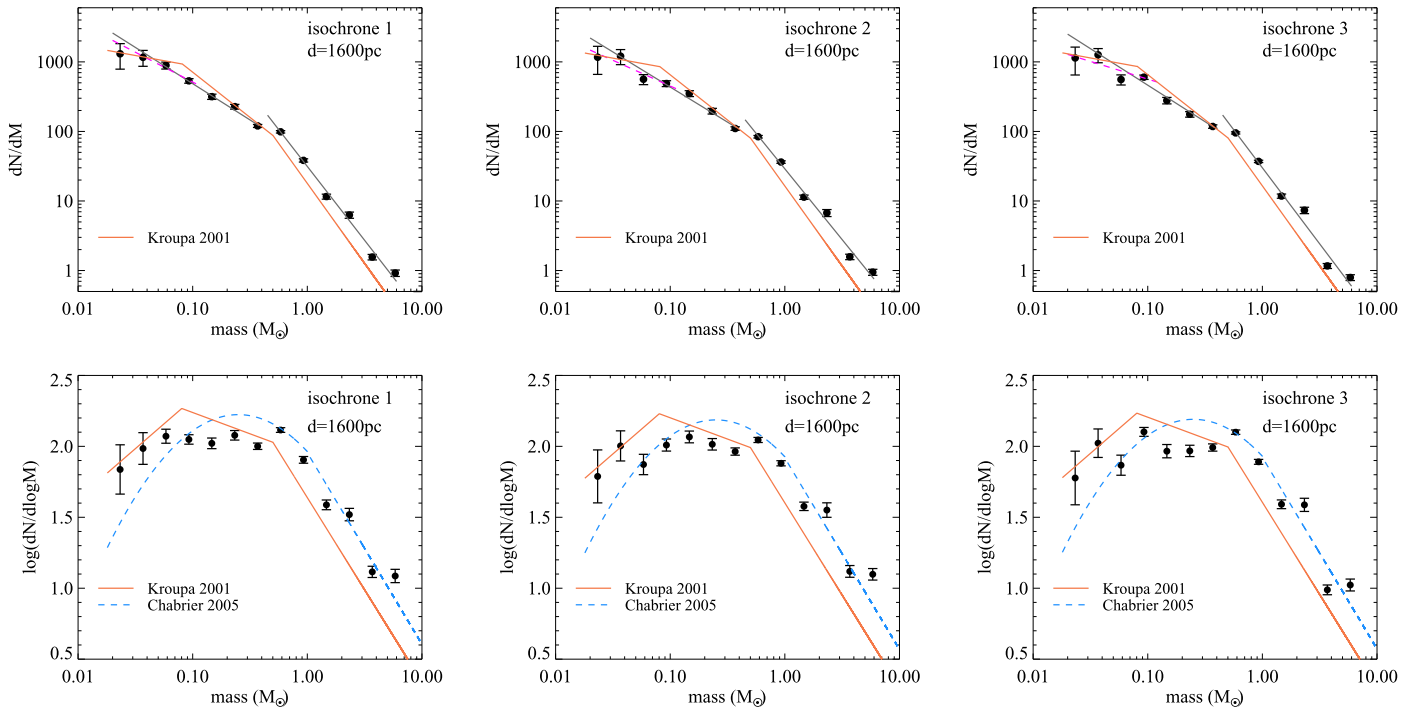 isochrone 1
d=1600pc
1000
100
10
1
dN/dM
Kroupa 2001
0.01 0.10 1.00 10.00
mass (M☉)
isochrone 2
d=1600pc
1000
100
10
1
dN/dM
Kroupa 2001
0.01 0.10 1.00 10.00
mass (M☉)
isochrone 3
d=1600pc
1000
100
10
1
dN/dM
Kroupa 2001
0.01 0.10 1.00 10.00
mass (M☉)
2.5
2.0
1.5
1.0
0.5
log(dN/dlogM)
isochrone 1
d=1600pc
Kroupa 2001
Chabrier 2005
0.01 0.10 1.00 10.00
mass (M☉)
2.5
2.0
1.5
1.0
0.5
log(dN/dlogM)
isochrone 2
d=1600pc
Kroupa 2001
Chabrier 2005
0.01 0.10 1.00 10.00
mass (M☉)
2.5
2.0
1.5
1.0
0.5
log(dN/dlogM)
isochrone 3
d=1600pc
Kroupa 2001
Chabrier 2005
0.01 0.10 1.00 10.00
mass (M☉)